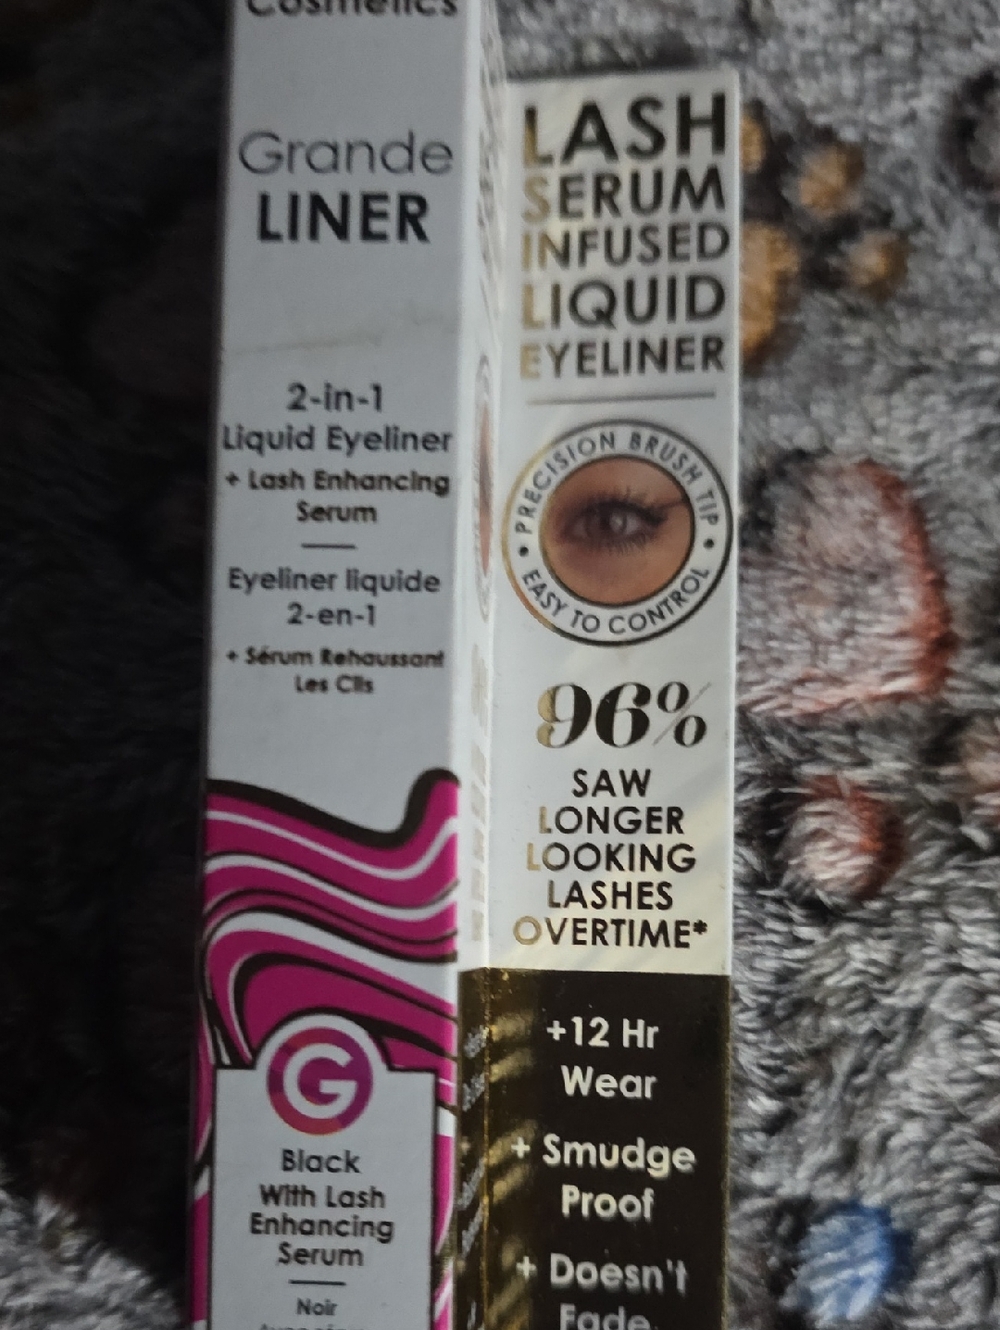 Cosmetics
Grande
LINER
2-in-1
Liquid Eyeliner
+ Lash Enhancing
Serum
Eyeliner liquide
2-en-1
+ Sérum Rehaussant
Les Cils
G
Black
With Lash
Enhancing
Serum
Noir
LASH
SERUM
INFUSED
LIQUID
EYELINER
PRECISION BRUSH TIP
EASY TO CONTROL
96%
SAW
LONGER
LOOKING
LASHES
OVERTIME*
+12 Hr
Wear
+ Smudge
Proof
+ Doesn't
Fade